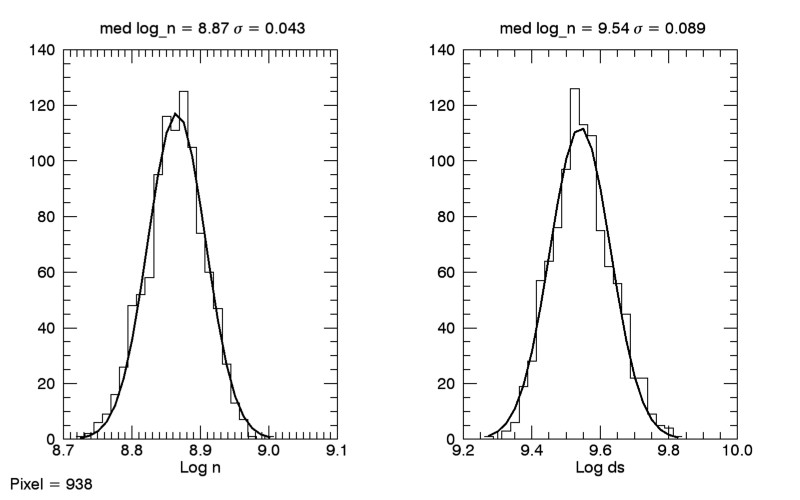 med log_n = 8.87 σ = 0.043
140
120
100
80
60
40
20
0
8.7 8.8 8.9 9.0 9.1
Log n
med log_n = 9.54 σ = 0.089
140
120
100
80
60
40
20
0
9.2 9.4 9.6 9.8 10.0
Log ds
Pixel = 938